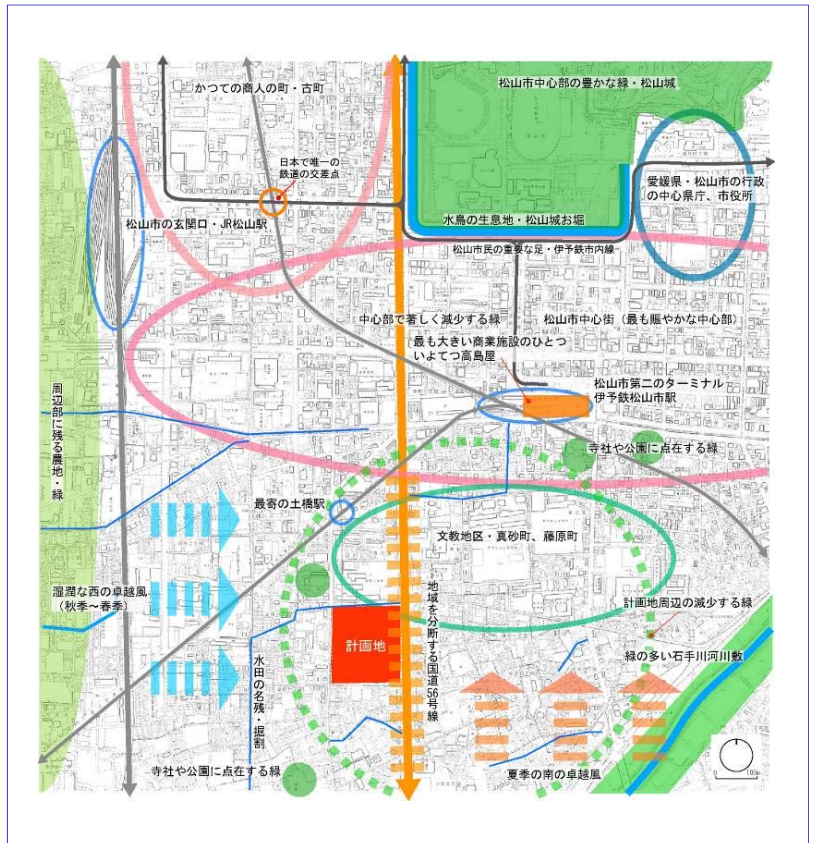 かつての商人の町・古町
松山市中心部の豊かな緑・松山城
日本で唯一の
鉄道の交差点
愛媛県・松山市の行政
の中心県庁、市役所
松山市の玄関口・JR松山駅
水鳥の生息地・松山城お堀
松山市民の重要な足・伊予鉄市内線
中心部で著しく減少する緑
松山市中心街（最も賑やかな中心部）
最も大きい商業施設のひとつ
いよてつ高島屋
松山市第二のターミナル
伊予鉄松山市駅
周辺部に残る農地・緑
寺社や公園に点在する緑
最寄の土橋駅
文教地区・真砂町、藤原町
湿潤な西の卓越風
（秋季〜春季）
地域を分断する国道56号線
計画地周辺の減少する緑
計画地
水田の名残・掘割
緑の多い石手川河川敷
寺社や公園に点在する緑
夏季の南の卓越風
0 100m